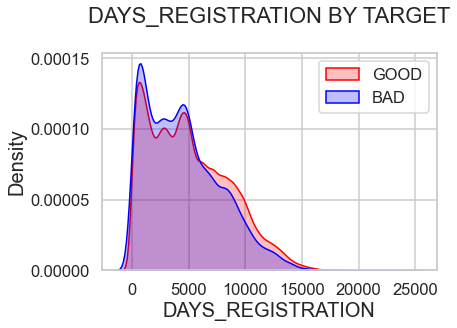 DAYS_REGISTRATION BY TARGET
0.00015
0.00010
0.00005
0.00000
Density
GOOD
BAD
0 5000 10000 15000 20000 25000
DAYS_REGISTRATION